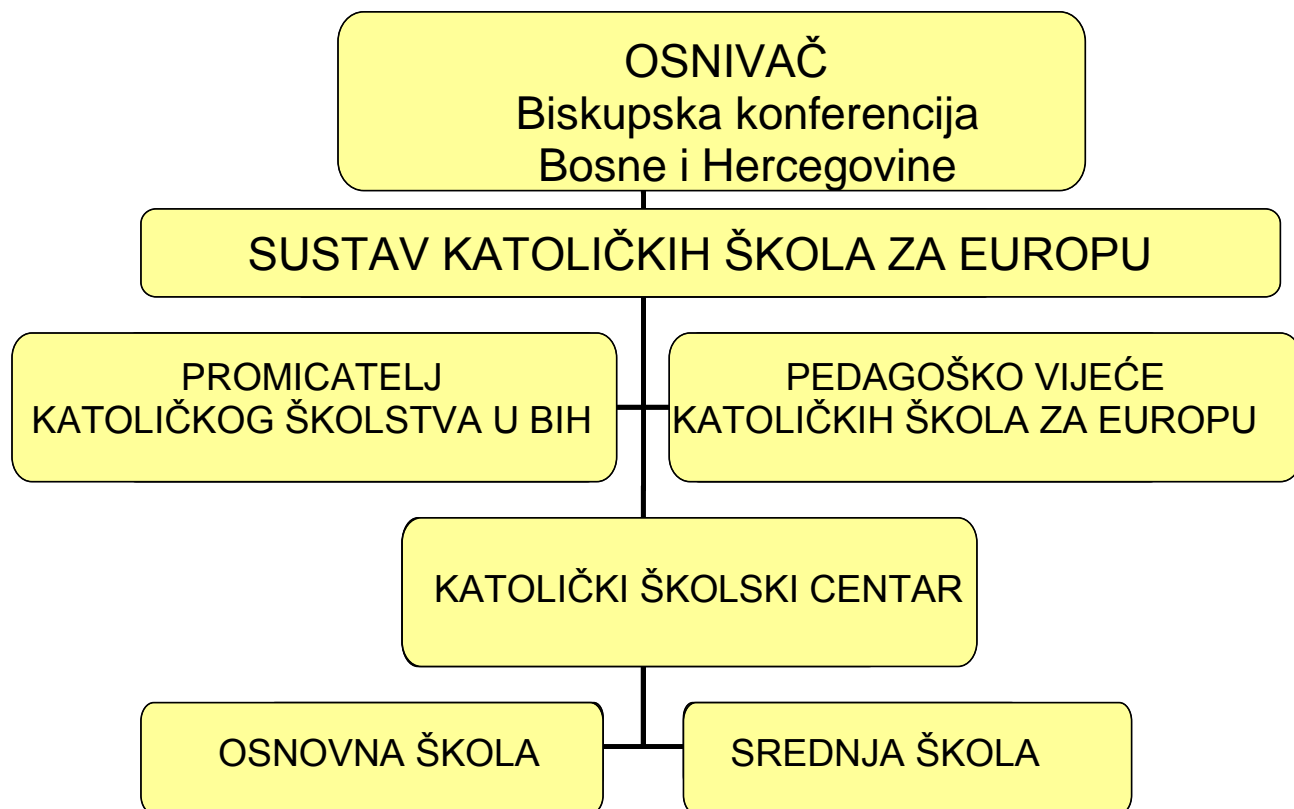 OSNIVAČ
Biskupska konferencija
Bosne i Hercegovine
SUSTAV KATOLIČKIH ŠKOLA ZA EUROPU
PROMICATELJ
KATOLIČKOG ŠKOLSTVA U BIH
PEDAGOŠKO VIJEĆE
KATOLIČKIH ŠKOLA ZA EUROPU
KATOLIČKI ŠKOLSKI CENTAR
OSNOVNA ŠKOLA
SREDNJA ŠKOLA